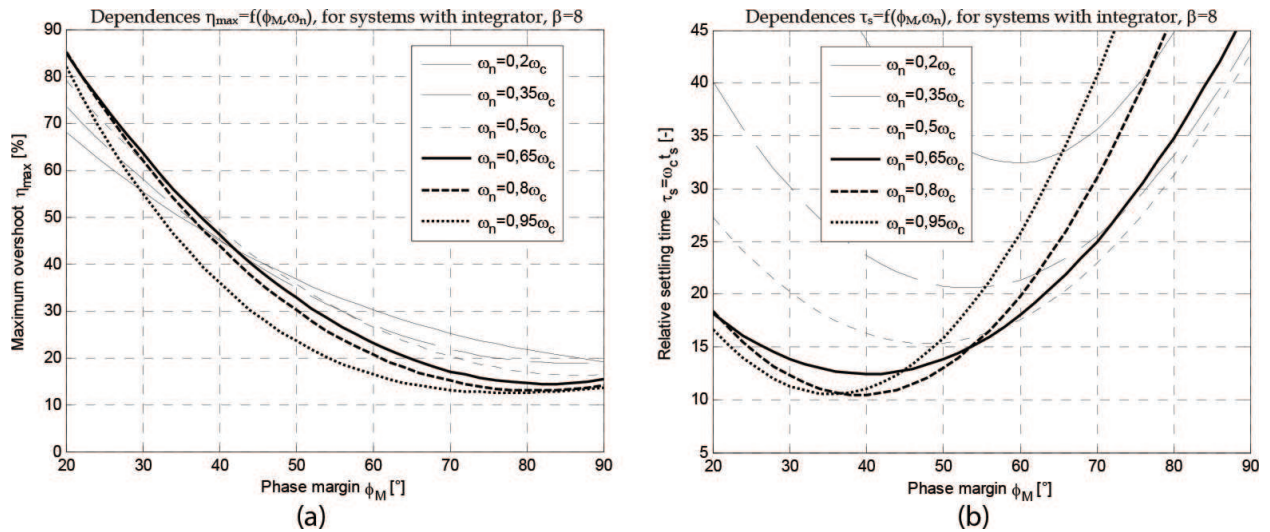 Dependences ηmax=f(ϕM,ωn), for systems with integrator, β=8
90
80
70
60
50
40
30
20
10
0
Maximum overshoot ηmax [%]
ωn=0,2ωc
ωn=0,35ωc
ωn=0,5ωc
ωn=0,65ωc
ωn=0,8ωc
ωn=0,95ωc
20 30 40 50 60 70 80 90
Phase margin ϕM [°]
(a)
Dependences τs=f(ϕM,ωn), for systems with integrator, β=8
45
40
35
30
25
20
15
10
5
Relative settling time τs=ωcts [-]
ωn=0,2ωc
ωn=0,35ωc
ωn=0,5ωc
ωn=0,65ωc
ωn=0,8ωc
ωn=0,95ωc
20 30 40 50 60 70 80 90
Phase margin ϕM [°]
(b)